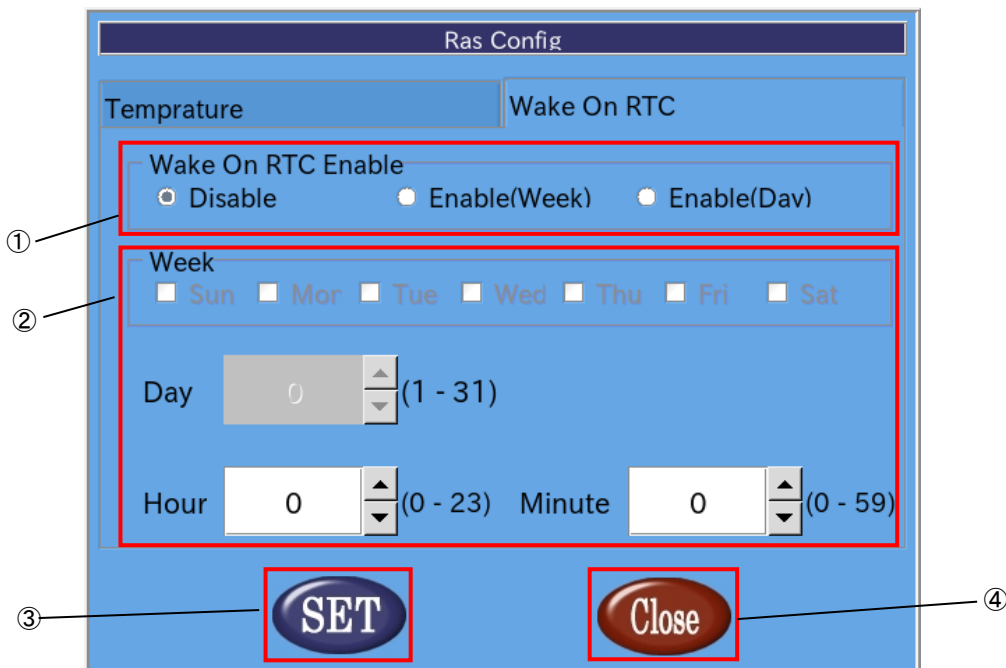 Ras Config
Temprature Wake On RTC
Wake On RTC Enable
Disable Enable(Week) Enable(Day)
①
Week
Sun Mon Tue Wed Thu Fri Sat
②
Day 0 (1 - 31)
Hour 0 (0 - 23) Minute 0 (0 - 59)
③ SET Close ④